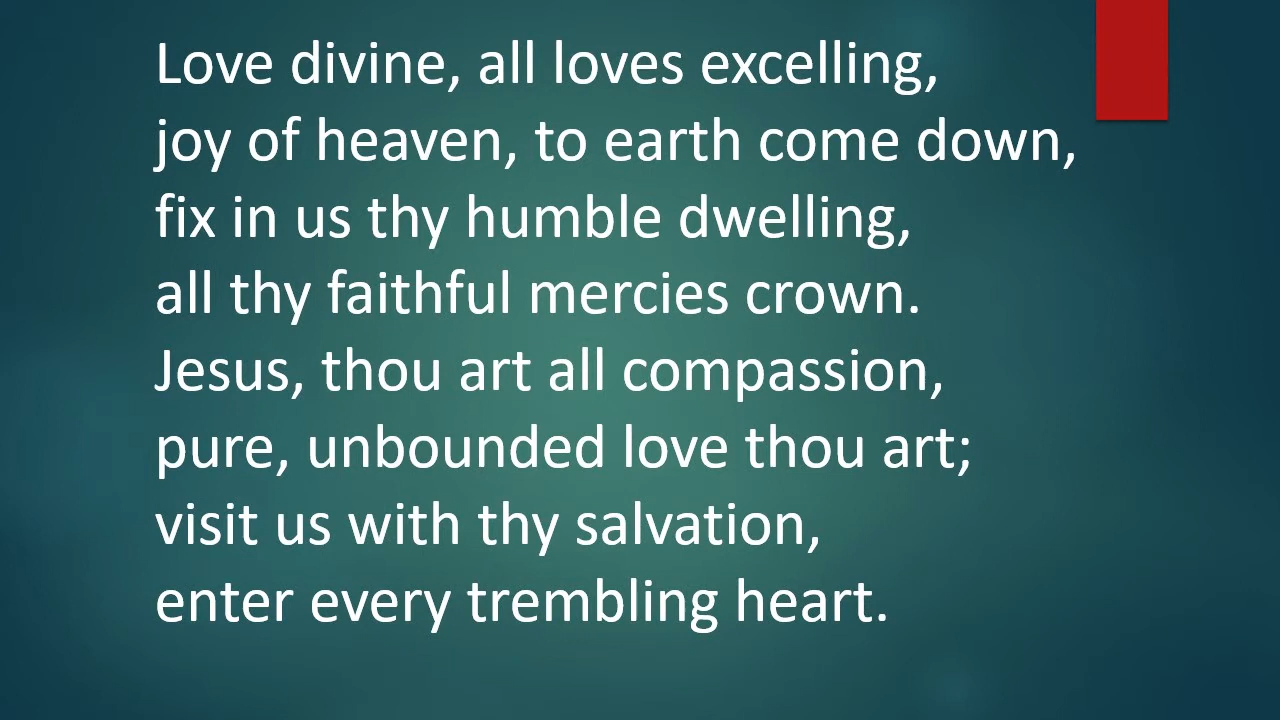 Love divine, all loves excelling,
joy of heaven, to earth come down,
fix in us thy humble dwelling,
all thy faithful mercies crown.
Jesus, thou art all compassion,
pure, unbounded love thou art;
visit us with thy salvation,
enter every trembling heart.